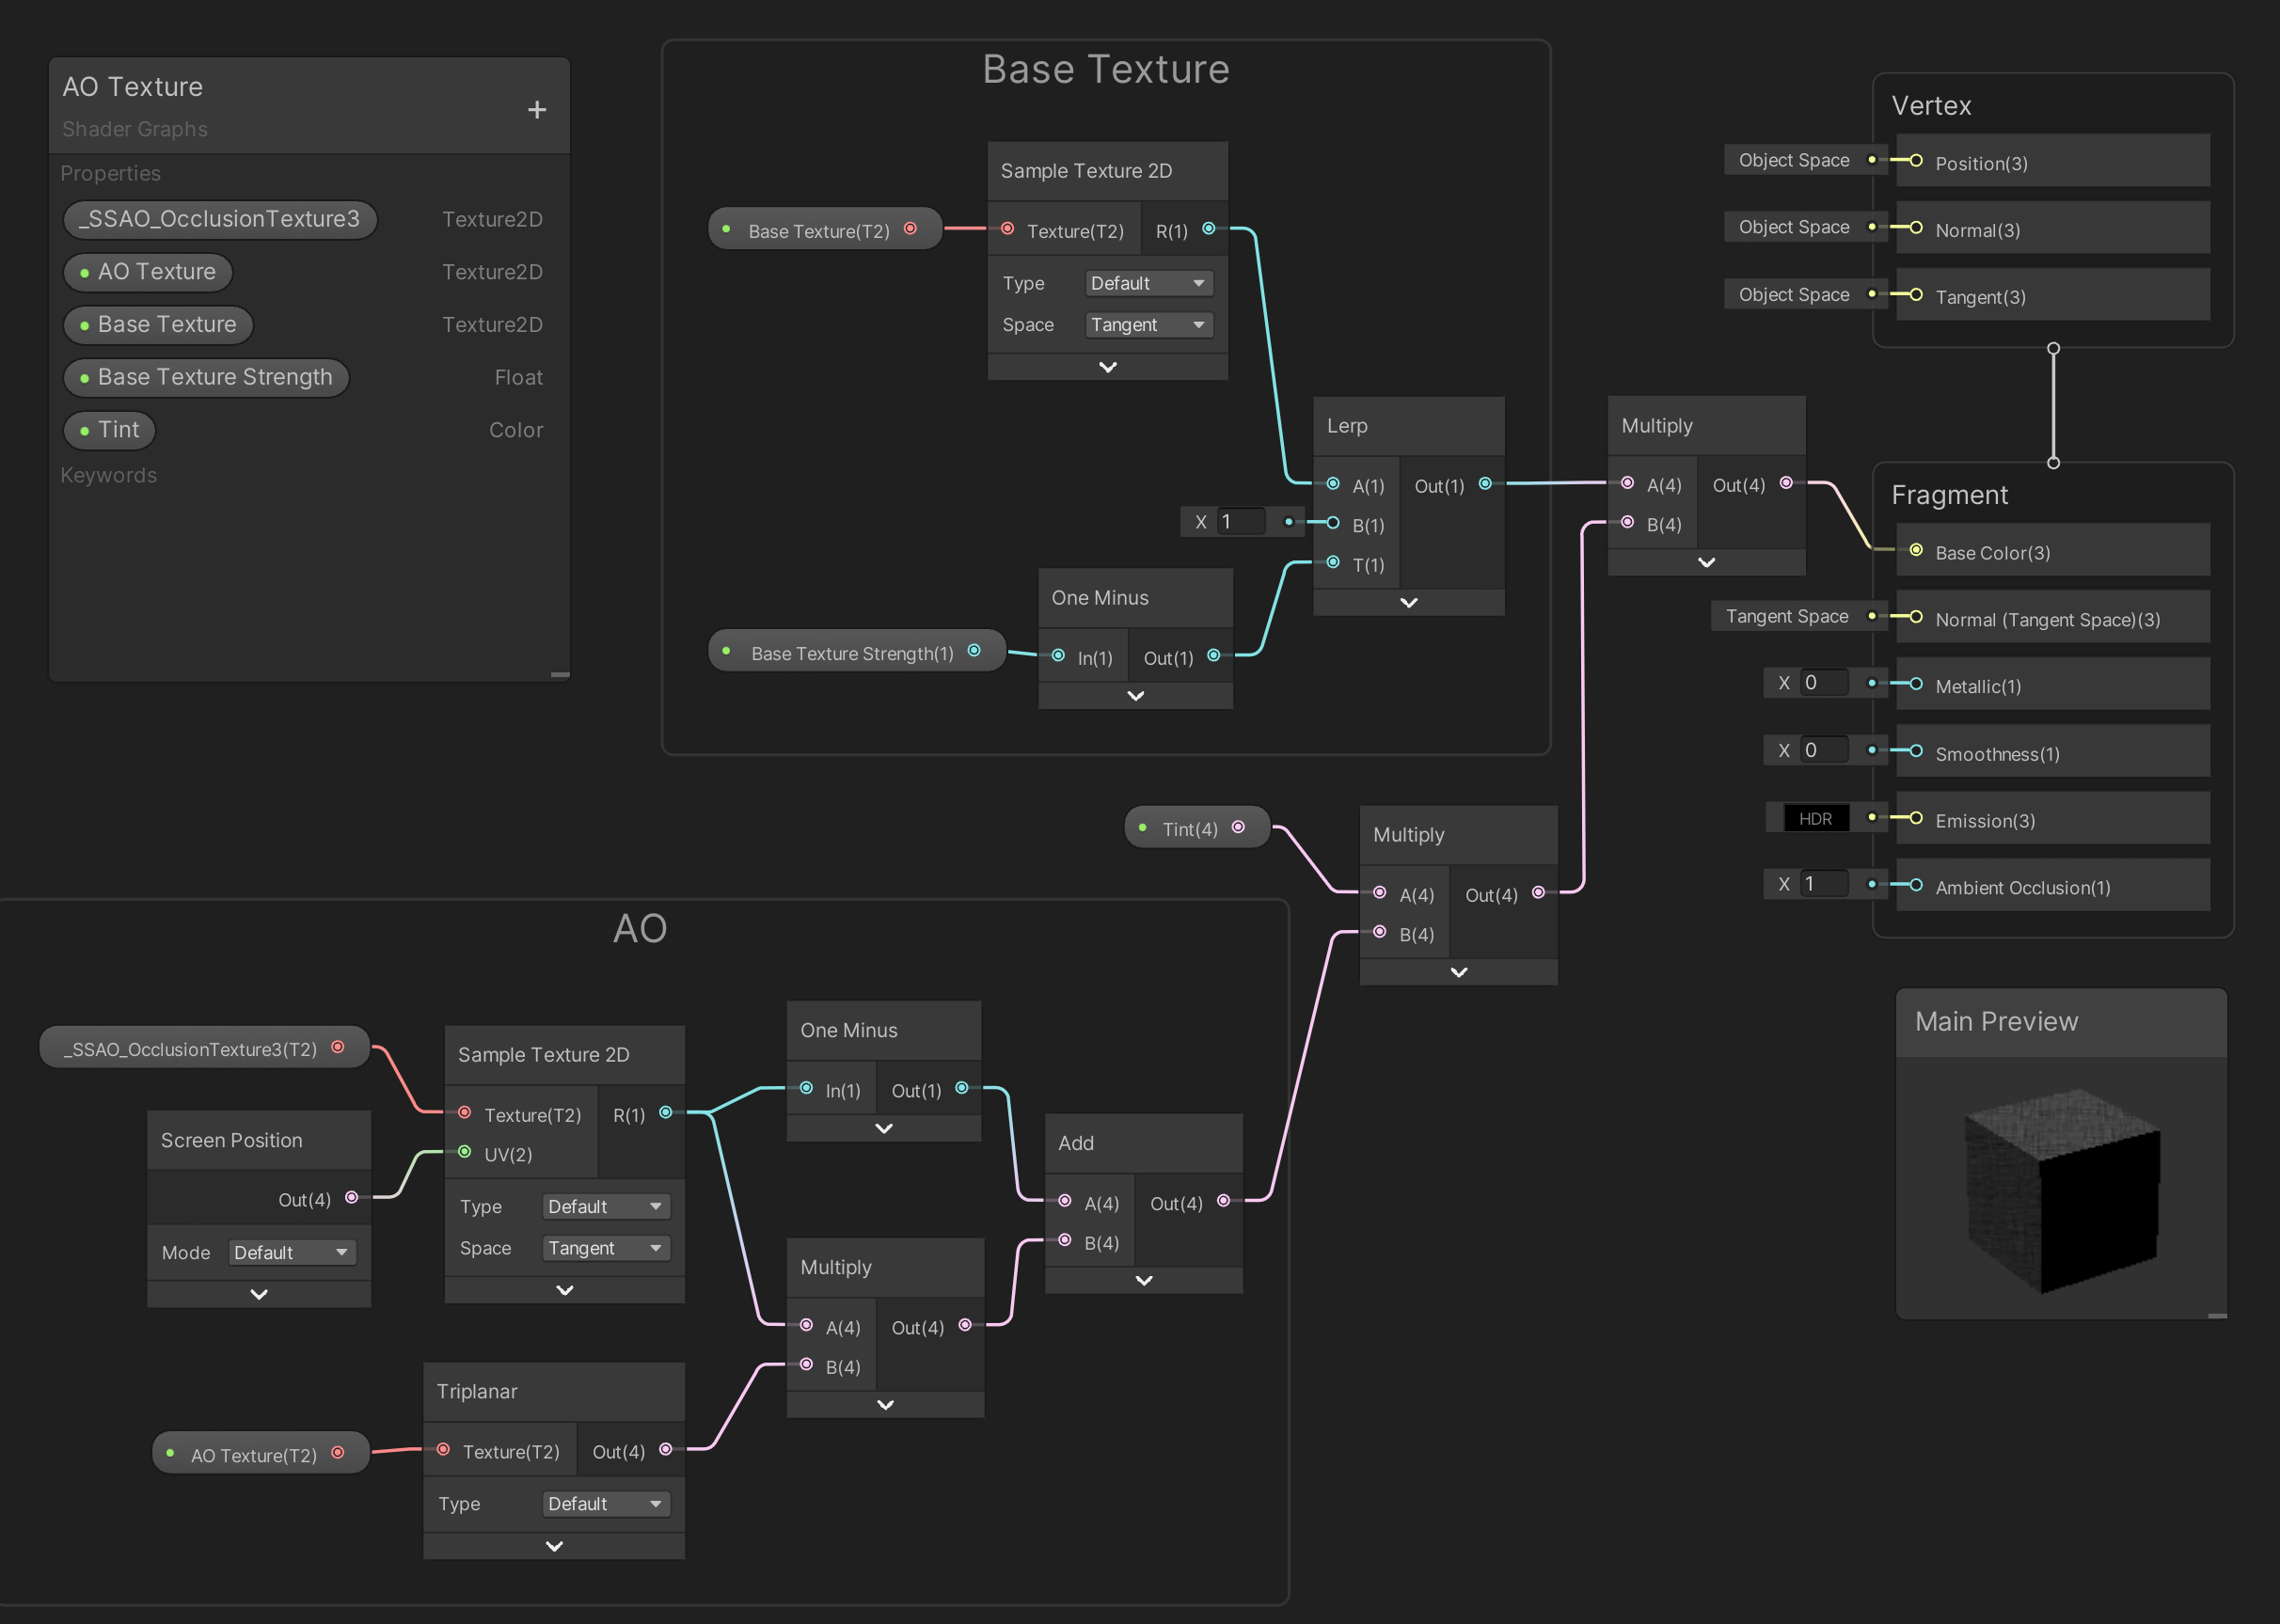 AO Texture
+
Shader Graphs
Properties
_SSAO_OcclusionTexture3 Texture2D
AO Texture Texture2D
Base Texture Texture2D
Base Texture Strength Float
Tint Color
Keywords
Base Texture
Base Texture(T2)
Sample Texture 2D
Texture(T2) R(1)
Type Default
Space Tangent
Base Texture Strength(1)
One Minus
In(1) Out(1)
X 1
Lerp
A(1) Out(1)
B(1)
T(1)
Multiply
A(4) Out(4)
B(4)
Vertex
Object Space Position(3)
Object Space Normal(3)
Object Space Tangent(3)
Fragment
Base Color(3)
Tangent Space Normal (Tangent Space)(3)
X 0 Metallic(1)
X 0 Smoothness(1)
HDR Emission(3)
X 1 Ambient Occlusion(1)
Tint(4)
Multiply
A(4) Out(4)
B(4)
AO
_SSAO_OcclusionTexture3(T2)
Screen Position
Out(4)
Mode Default
Sample Texture 2D
Texture(T2) R(1)
UV(2)
Type Default
Space Tangent
One Minus
In(1) Out(1)
AO Texture(T2)
Triplanar
Texture(T2) Out(4)
Type Default
Multiply
A(4) Out(4)
B(4)
Add
A(4) Out(4)
B(4)
Main Preview